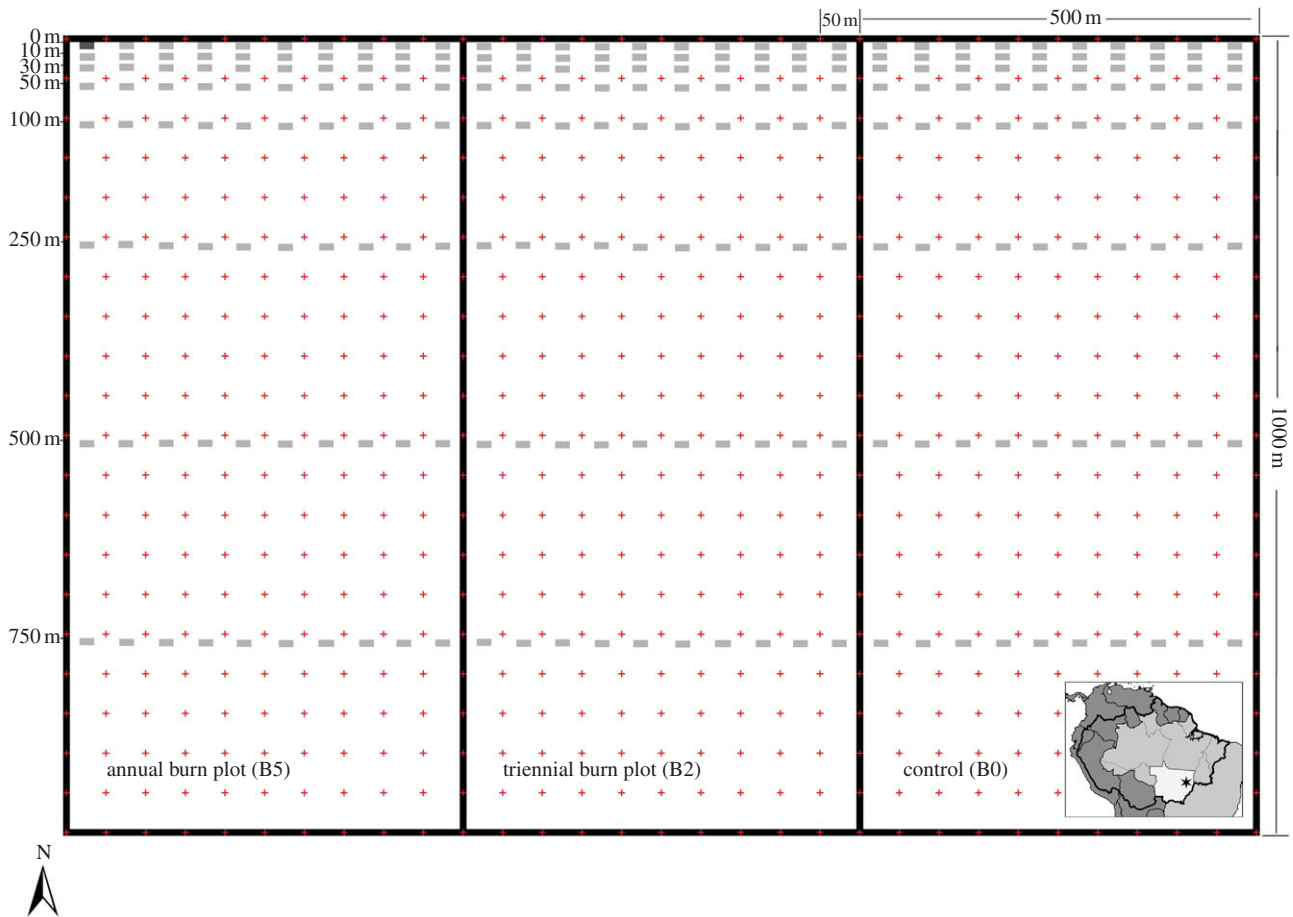 50 m
500 m
0 m
10 m
30 m
50 m
100 m
250 m
500 m
1000 m
750 m
annual burn plot (B5)
triennial burn plot (B2)
control (B0)
N